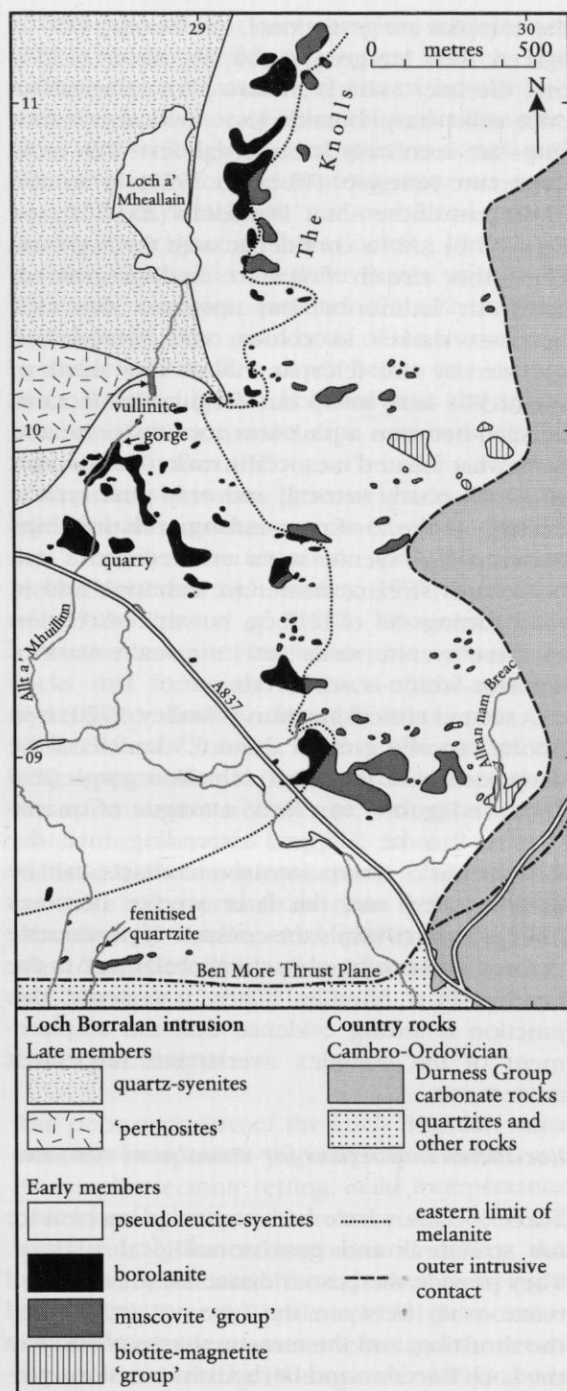 29
30
0 metres 500
N
11
The Knolls
Loch a'
Mheallain
vullinite
10
gorge
quarry
Allt a' Mhuillinn
A837
Allt an nam Breac
09
fenitised
quartzite
Ben More Thrust Plane
Loch Borralan intrusion
Late members
quartz-syenites
'perthosites'
Early members
pseudoleucite-syenites
borolanite
muscovite 'group'
biotite-magnetite
'group'
Country rocks
Cambro-Ordovician
Durness Group
carbonate rocks
quartzites and
other rocks
eastern limit of
melanite
outer intrusive
contact